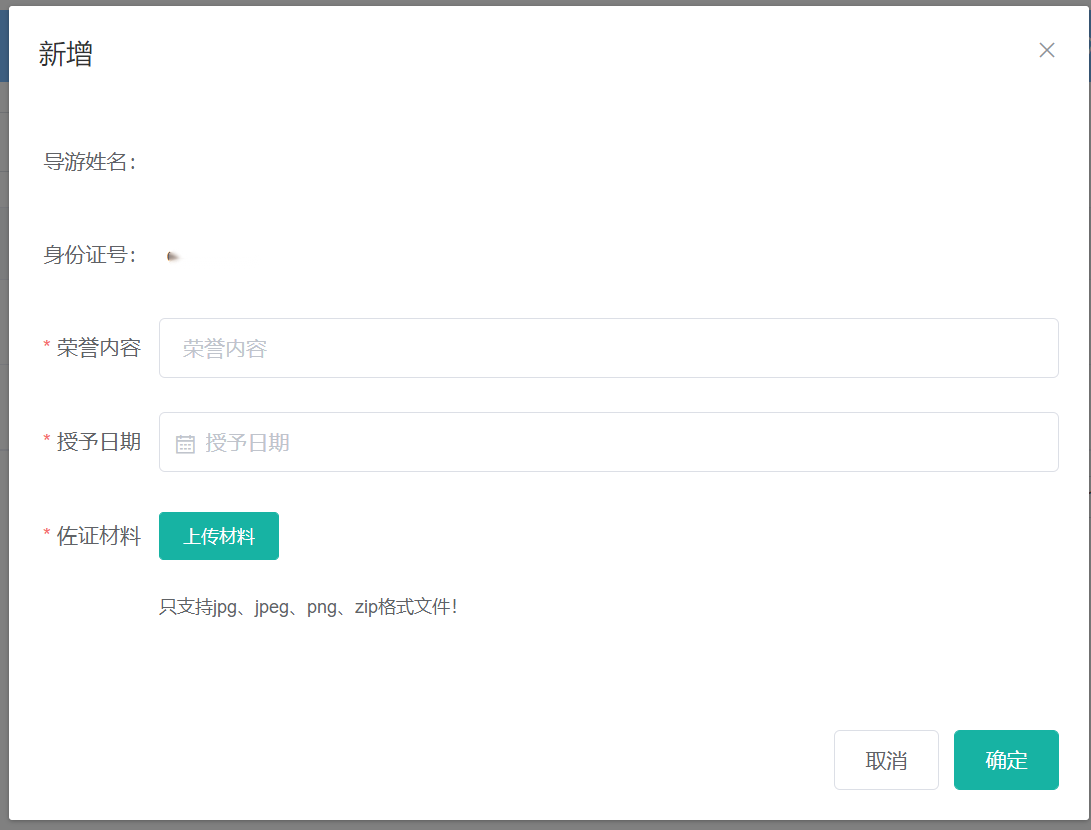 新增
导游姓名：
身份证号：
* 荣誉内容 荣誉内容
* 授予日期 授予日期
* 佐证材料 上传材料
只支持jpg、jpeg、png、zip格式文件！
取消 确定